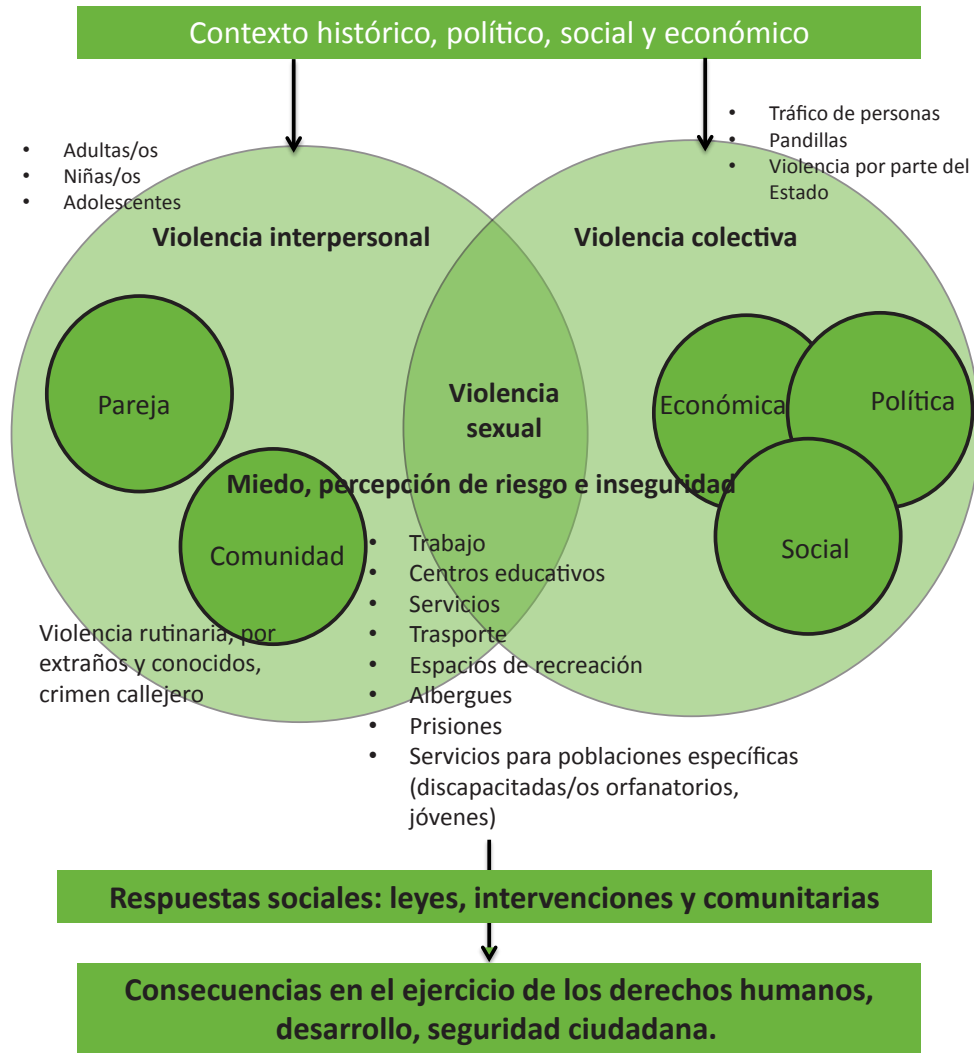 Contexto histórico, político, social y económico
• Adultas/os
• Niñas/os
• Adolescentes
• Tráfico de personas
• Pandillas
• Violencia por parte del
Estado
Violencia interpersonal
Violencia colectiva
Pareja
Violencia
sexual
Económica
Política
Miedo, percepción de riesgo e inseguridad
Comunidad
Social
Violencia rutinaria, por
extraños y conocidos,
crimen callejero
• Trabajo
• Centros educativos
• Servicios
• Trasporte
• Espacios de recreación
• Albergues
• Prisiones
• Servicios para poblaciones específicas
(discapacitadas/os orfanatorios,
jóvenes)
Respuestas sociales: leyes, intervenciones y comunitarias
Consecuencias en el ejercicio de los derechos humanos,
desarrollo, seguridad ciudadana.